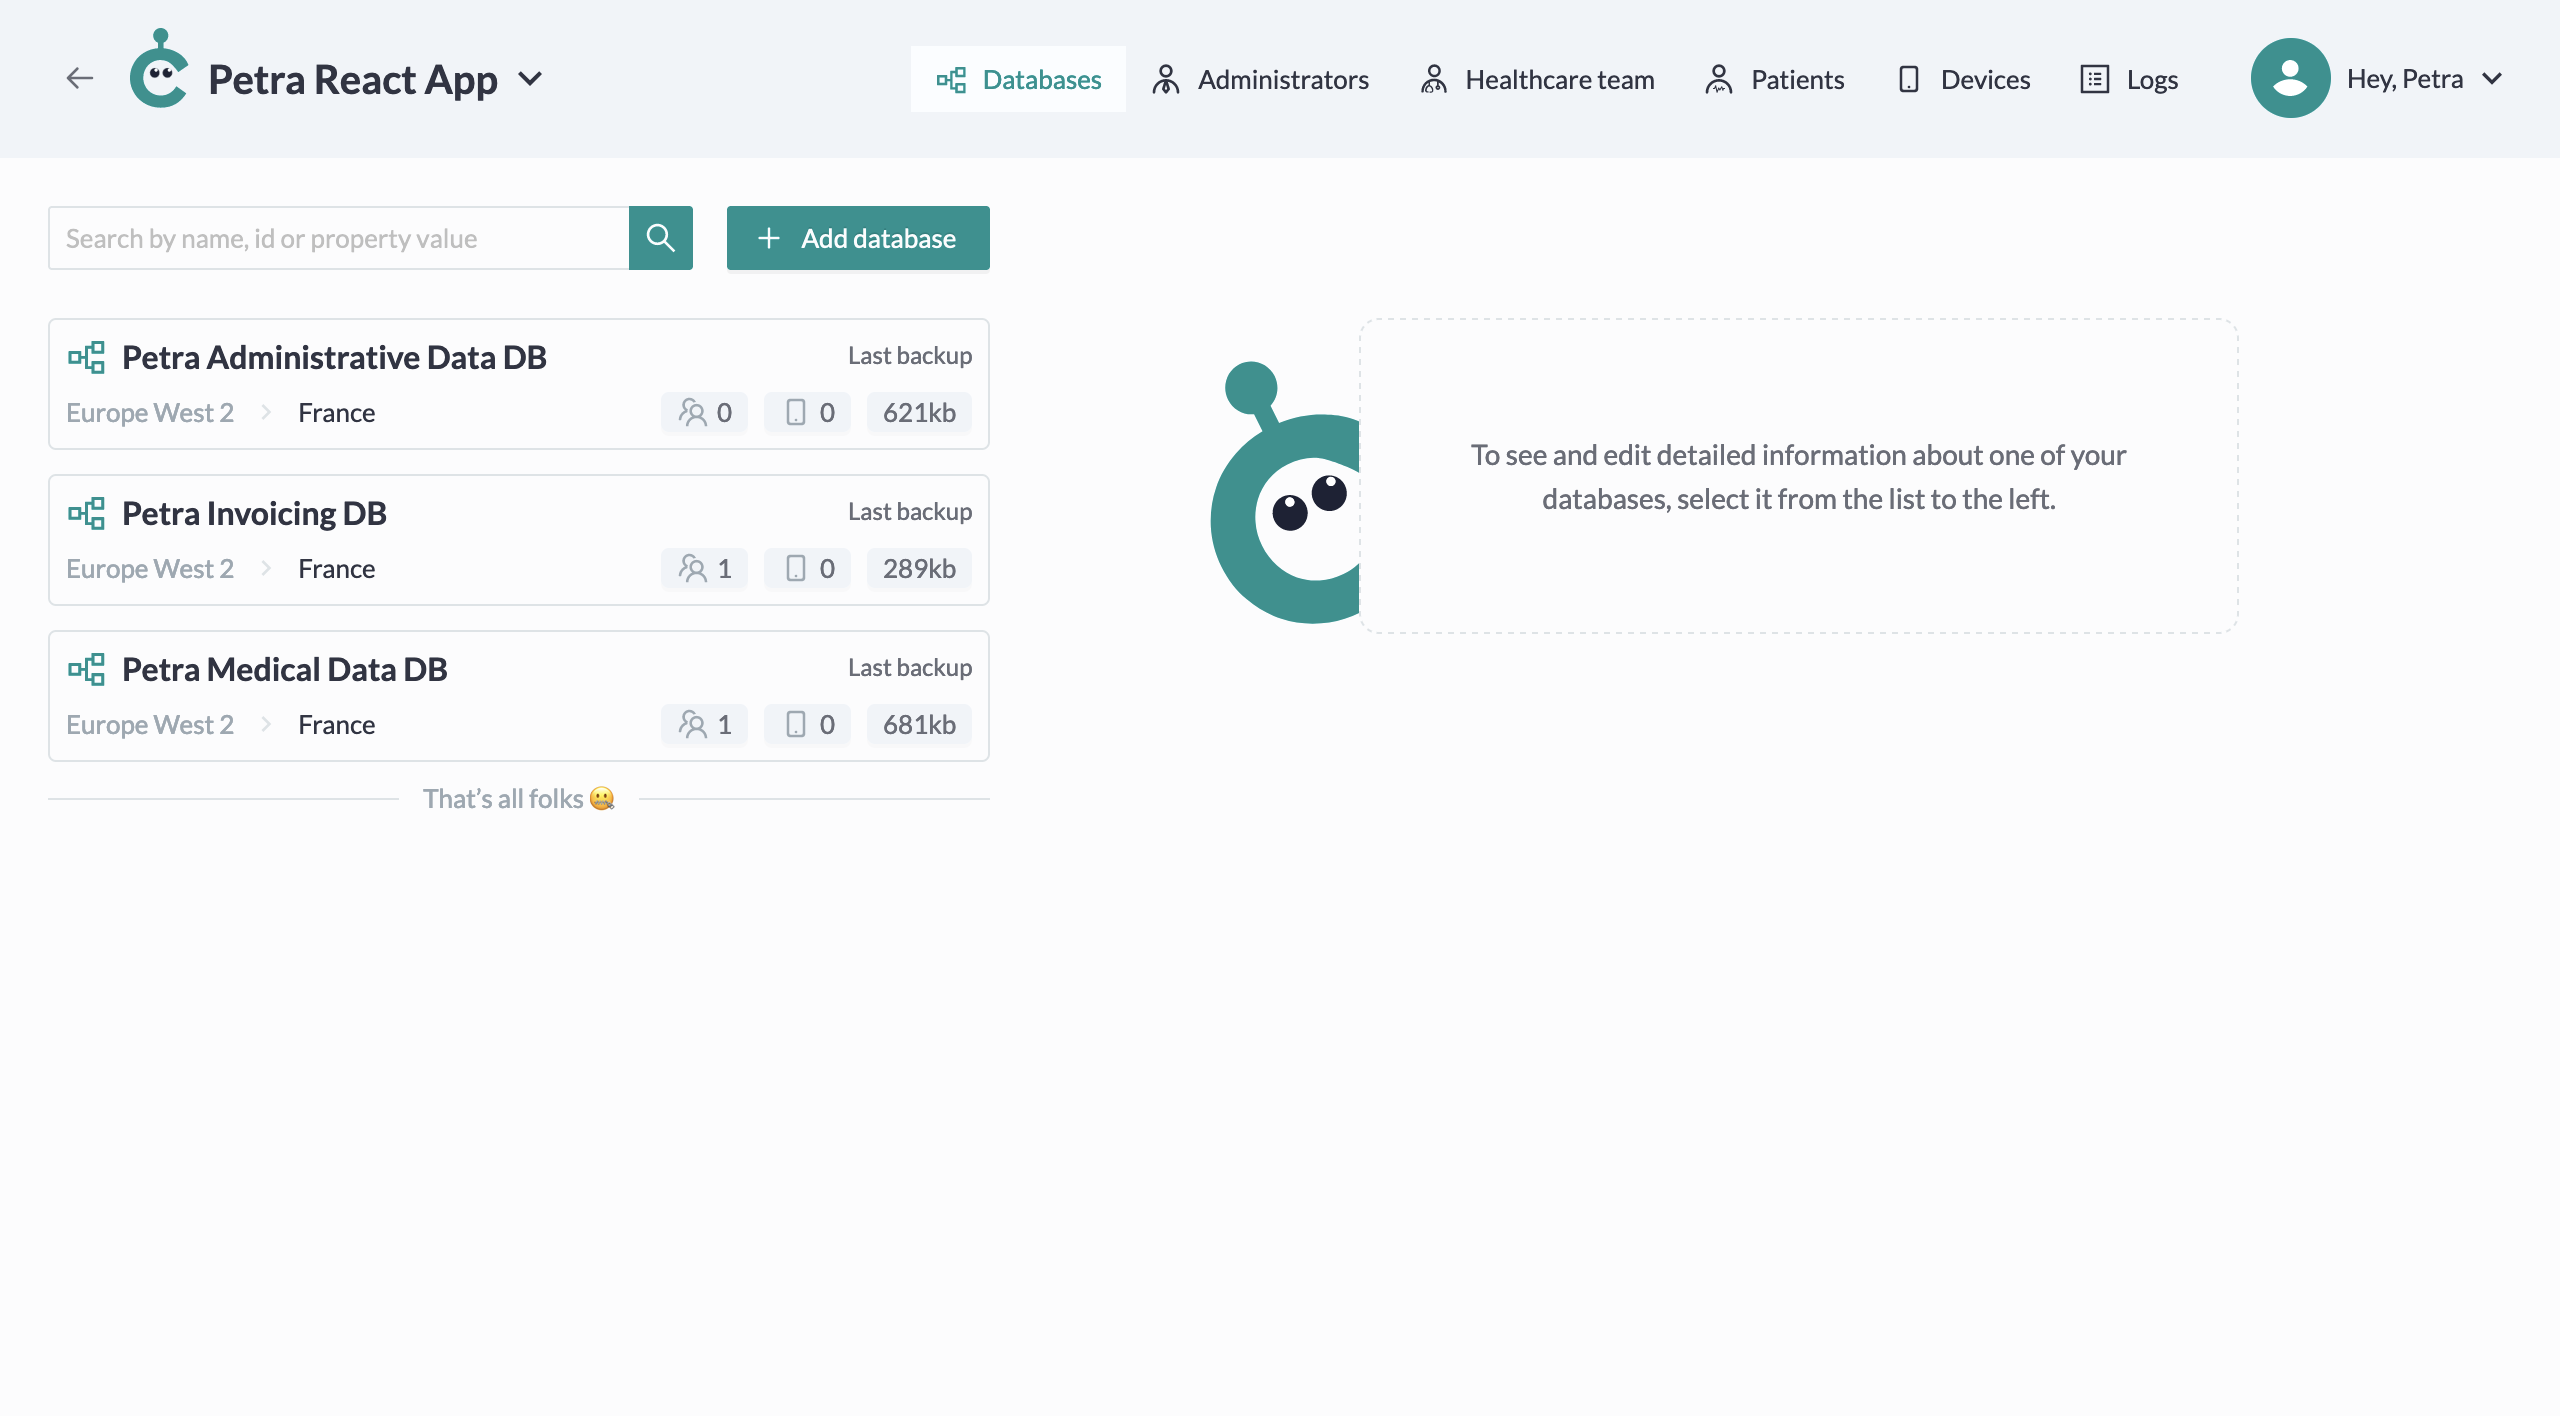 Petra React App
Databases
Administrators
Healthcare team
Patients
Devices
Logs
Hey, Petra
Search by name, id or property value
Add database
Petra Administrative Data DB
Last backup
Europe West 2 France
0 0 621kb
Petra Invoicing DB
Last backup
Europe West 2 France
1 0 289kb
Petra Medical Data DB
Last backup
Europe West 2 France
1 0 681kb
That’s all folks 🤐
To see and edit detailed information about one of your
databases, select it from the list to the left.